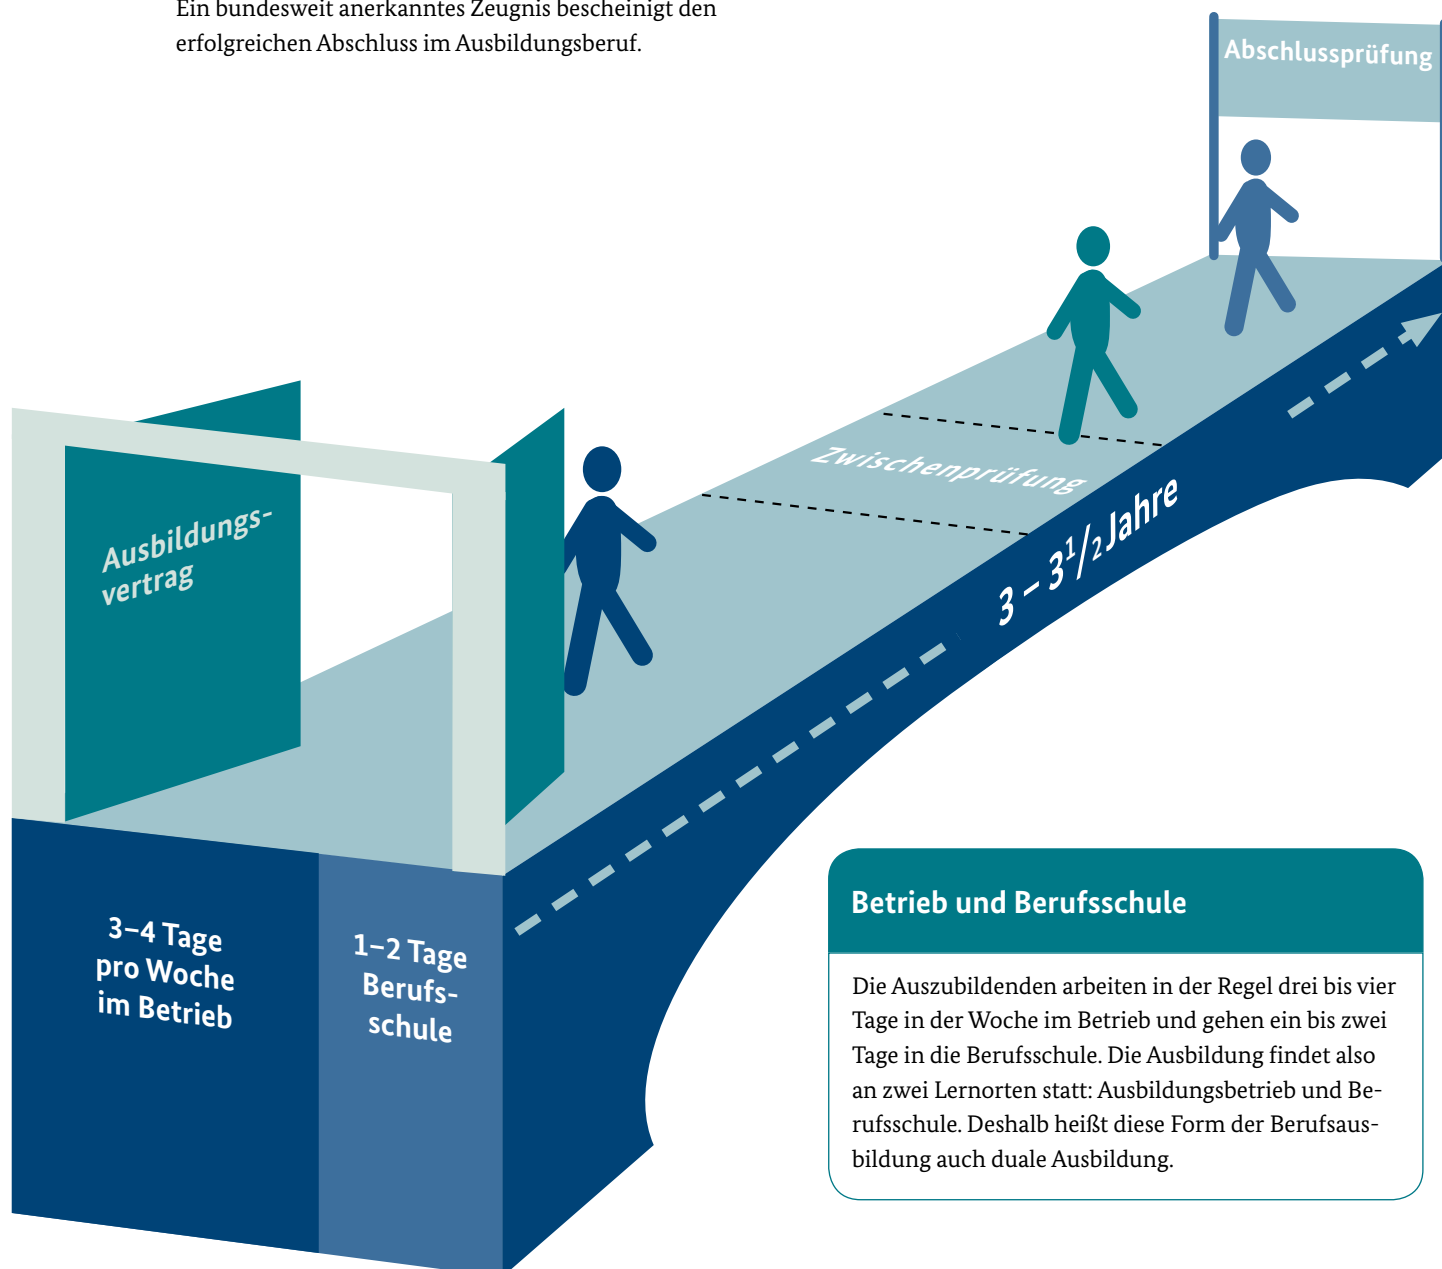 Ein bundesweit anerkanntes Zeugnis bescheinigt den
erfolgreichen Abschluss im Ausbildungsberuf.
Abschlussprüfung
Zwischenprüfung
Ausbildungs-
vertrag
3 – 3 1/2 Jahre
3–4 Tage
pro Woche
im Betrieb
1–2 Tage
Berufs-
schule
Betrieb und Berufsschule
Die Auszubildenden arbeiten in der Regel drei bis vier
Tage in der Woche im Betrieb und gehen ein bis zwei
Tage in die Berufsschule. Die Ausbildung findet also
an zwei Lernorten statt: Ausbildungsbetrieb und Be-
rufsschule. Deshalb heißt diese Form der Berufsaus-
bildung auch duale Ausbildung.